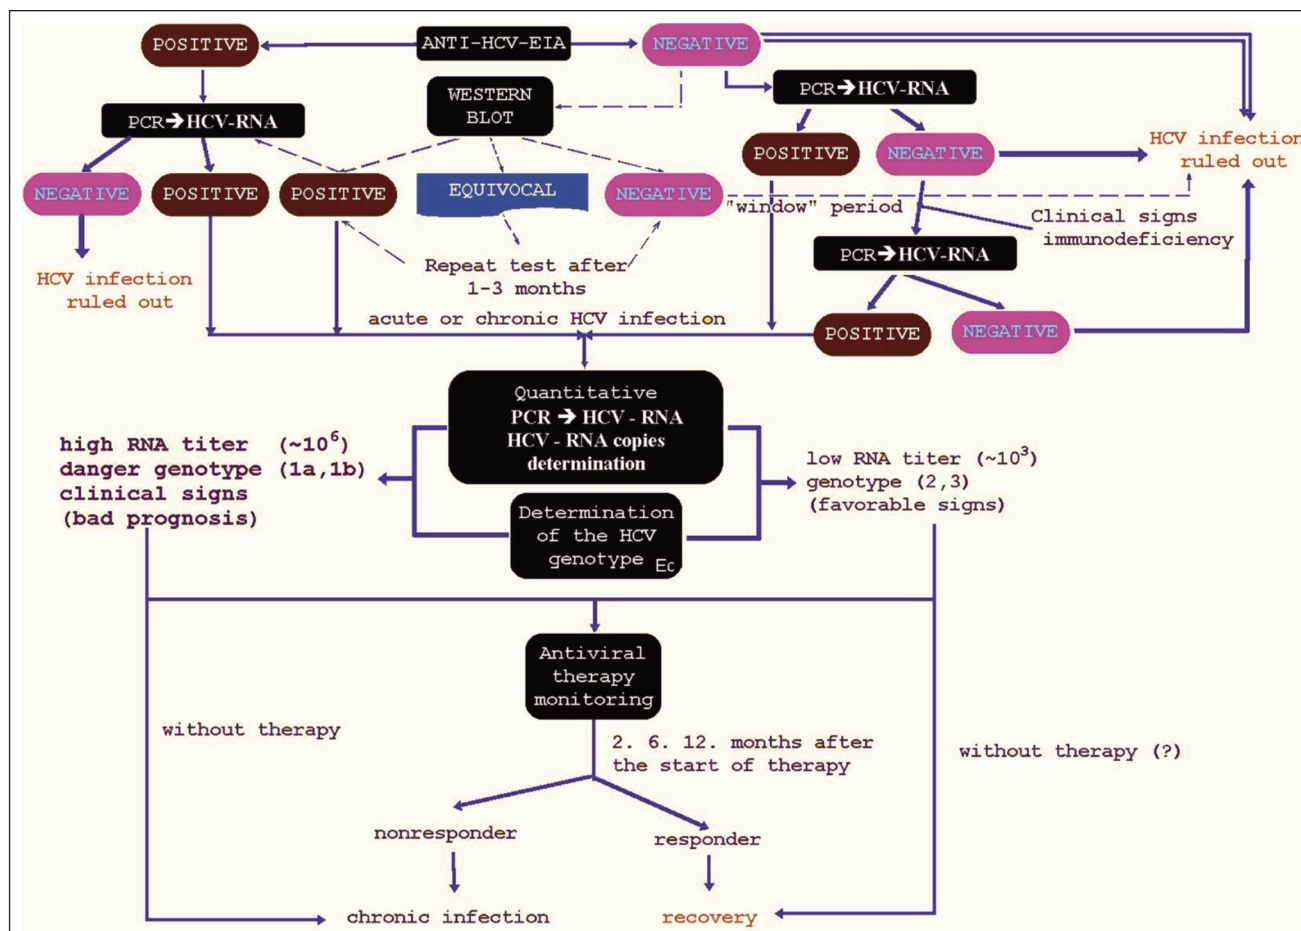 POSITIVE
ANTI-HCV-EIA
NEGATIVE
WESTERN
BLOT
PCR➔HCV-RNA
PCR➔HCV-RNA
HCV infection
ruled out
POSITIVE
NEGATIVE
NEGATIVE
POSITIVE
POSITIVE
EQUIVOCAL
NEGATIVE
"window" period
Clinical signs
immunodeficiency
PCR➔HCV-RNA
HCV infection
ruled out
Repeat test after
1-3 months
acute or chronic HCV infection
POSITIVE
NEGATIVE
Quantitative
PCR ➔ HCV - RNA
HCV - RNA copies
determination
high RNA titer (~10⁶)
danger genotype (1a,1b)
clinical signs
(bad prognosis)
low RNA titer (~10³)
genotype (2,3)
(favorable signs)
Determination
of the HCV
genotype Ec
Antiviral
therapy
monitoring
without therapy
2. 6. 12. months after
the start of therapy
without therapy (?)
nonresponder
responder
chronic infection
recovery